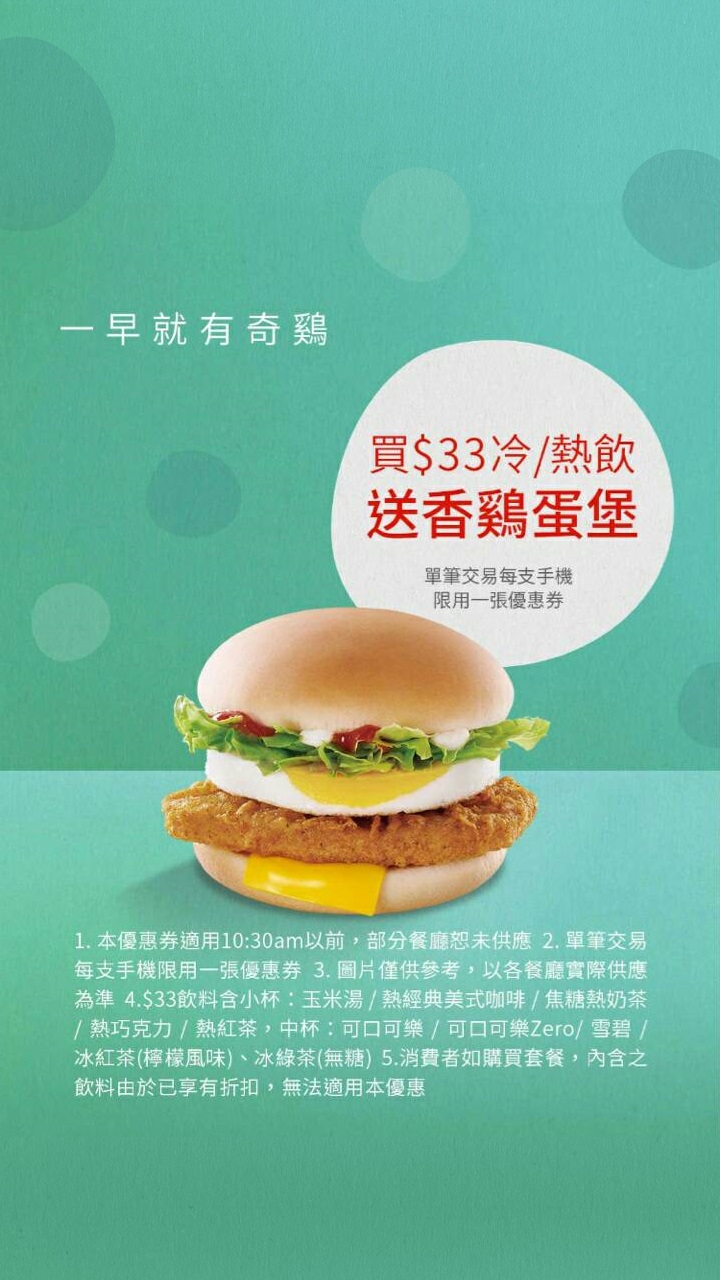 一早就有奇鷄
買$33冷/熱飲
送香鷄蛋堡
單筆交易每支手機
限用一張優惠券
1. 本優惠券適用10:30am以前，部分餐廳恕未供應 2. 單筆交易
每支手機限用一張優惠券 3. 圖片僅供參考，以各餐廳實際供應
為準 4.$33飲料含小杯：玉米湯 / 熱經典美式咖啡 / 焦糖熱奶茶
/ 熱巧克力 / 熱紅茶，中杯：可口可樂 / 可口可樂Zero/ 雪碧 /
冰紅茶(檸檬風味)、冰綠茶(無糖) 5.消費者如購買套餐，內含之
飲料由於已享有折扣，無法適用本優惠